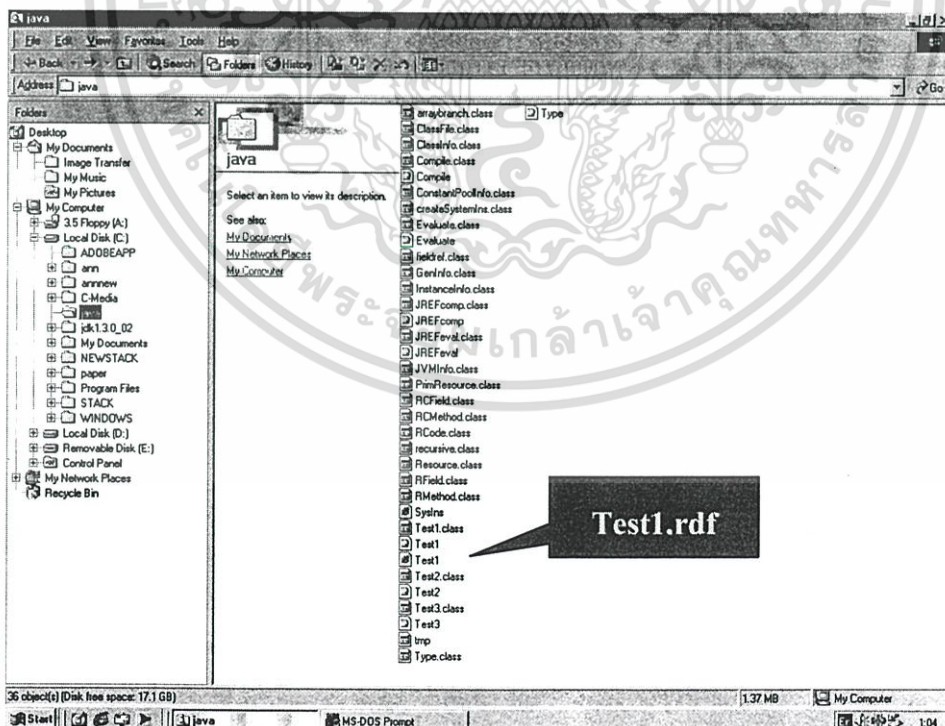 java
File Edit View Favorites Tools Help
Back Search Folders History
Address java Go
Folders
Desktop
My Documents
Image Transfer
My Music
My Pictures
My Computer
3.5 Floppy (A:)
Local Disk (C:)
ADOBEAPP
ann
annnew
C-Media
java
jdk1.3.0_02
My Documents
NEWSTACK
paper
Program Files
STACK
WINDOWS
Local Disk (D:)
Removable Disk (E:)
Control Panel
My Network Places
Recycle Bin
java
Select an item to view its description.
See also:
My Documents
My Network Places
My Computer
arraybranch.class
ClassFile.class
ClassInfo.class
Compile.class
Compile
ConstantPoolInfo.class
createSystemIns.class
Evaluate.class
Evaluate
fieldref.class
GenInfo.class
InstanceInfo.class
JREFcomp.class
JREFcomp
JREFeval.class
JREFeval
JVMInfo.class
PrimResource.class
RCField.class
RCMethod.class
RCode.class
recursive.class
Resource.class
RField.class
RMethod.class
SysIns
Test1.class
Test1
Test1
Test2.class
Test2
Test3.class
Test3
tmp
Type.class
Type
Test1.rdf
36 object(s) (Disk free space: 17.1 GB) 1.37 MB My Computer
Start java MS-DOS Prompt